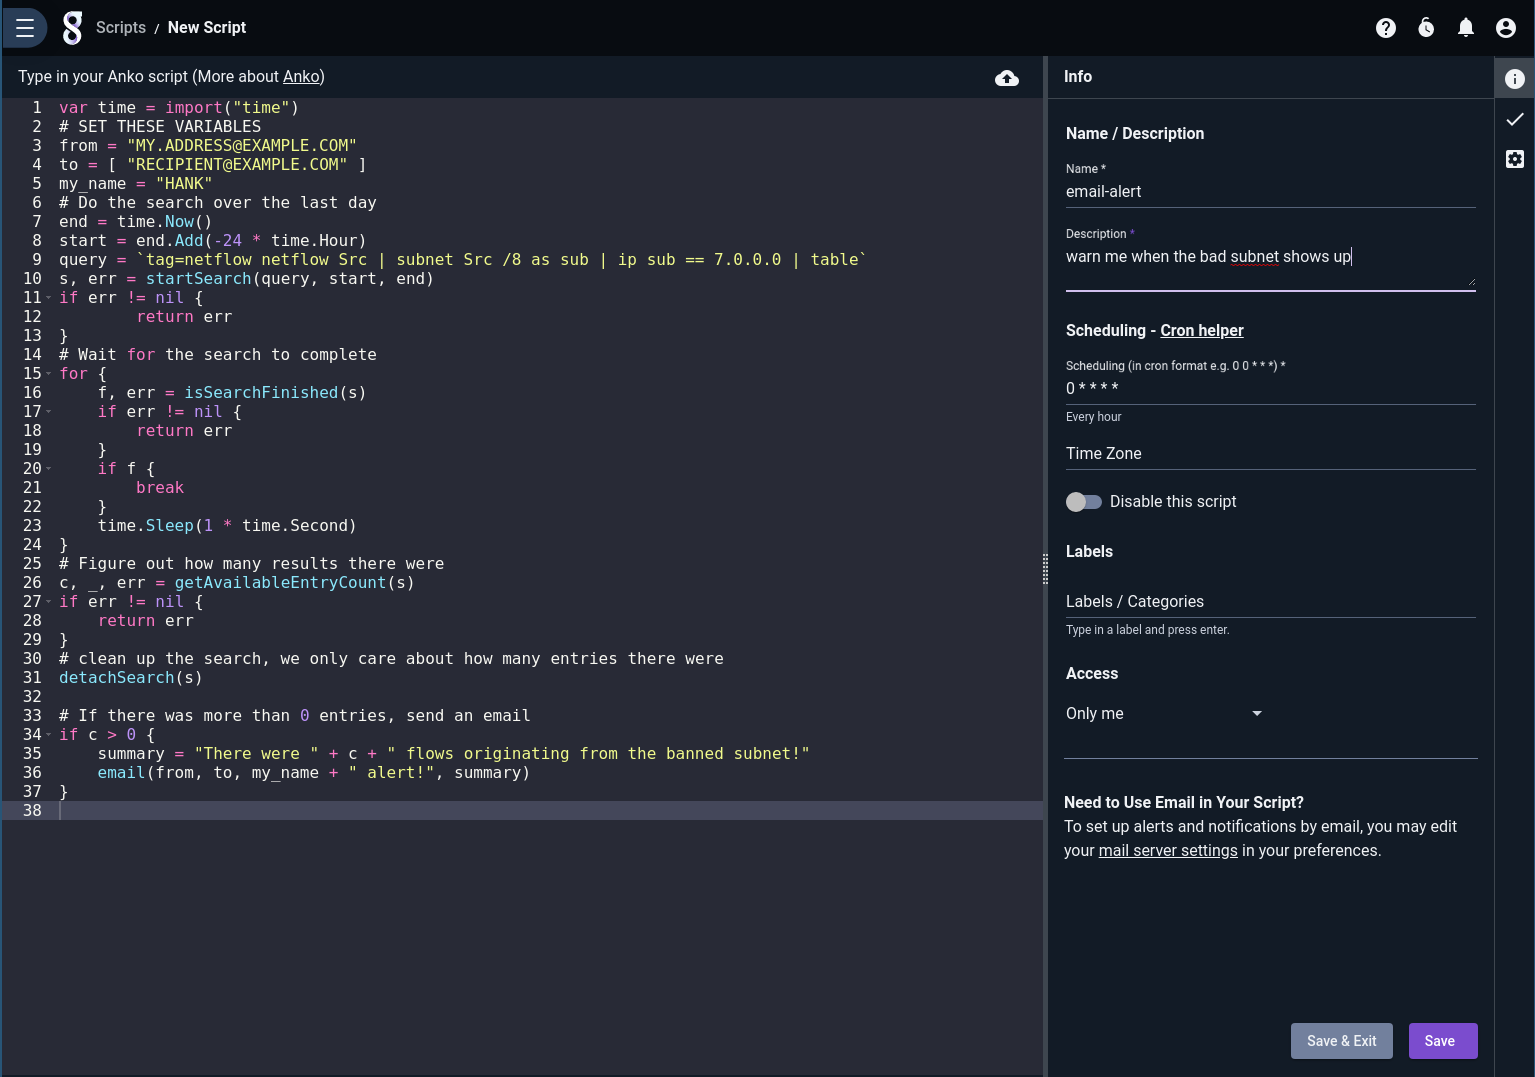 Scripts / New Script
Type in your Anko script (More about Anko)
1 var time = import("time")
2 # SET THESE VARIABLES
3 from = "MY.ADDRESS@EXAMPLE.COM"
4 to = [ "RECIPIENT@EXAMPLE.COM" ]
5 my_name = "HANK"
6 # Do the search over the last day
7 end = time.Now()
8 start = end.Add(-24 * time.Hour)
9 query = `tag=netflow netflow Src | subnet Src /8 as sub | ip sub == 7.0.0.0 | table`
10 s, err = startSearch(query, start, end)
11 if err != nil {
12         return err
13 }
14 # Wait for the search to complete
15 for {
16     f, err = isSearchFinished(s)
17     if err != nil {
18         return err
19     }
20     if f {
21         break
22     }
23     time.Sleep(1 * time.Second)
24 }
25 # Figure out how many results there were
26 c, _, err = getAvailableEntryCount(s)
27 if err != nil {
28     return err
29 }
30 # clean up the search, we only care about how many entries there were
31 detachSearch(s)
32
33 # If there was more than 0 entries, send an email
34 if c > 0 {
35     summary = "There were " + c + " flows originating from the banned subnet!"
36     email(from, to, my_name + " alert!", summary)
37 }
38
Info
Name / Description
Name *
email-alert
Description *
warn me when the bad subnet shows up
Scheduling - Cron helper
Scheduling (in cron format e.g. 0 0 * * *) *
0 * * * *
Every hour
Time Zone
Disable this script
Labels
Labels / Categories
Type in a label and press enter.
Access
Only me
Need to Use Email in Your Script?
To set up alerts and notifications by email, you may edit
your mail server settings in your preferences.
Save & Exit
Save